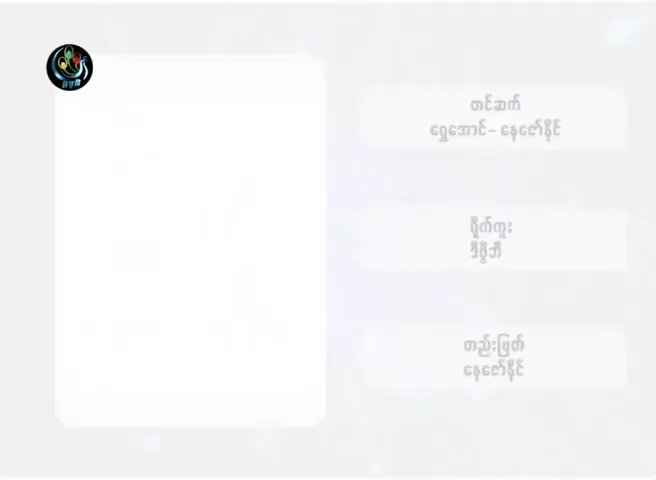 တင်ဆက်
ရွှေအောင် – နေဇော်နိုင်
ရိုက်ကူး
ဒီဗွီဘီ
တည်းဖြတ်
နေဇော်နိုင်